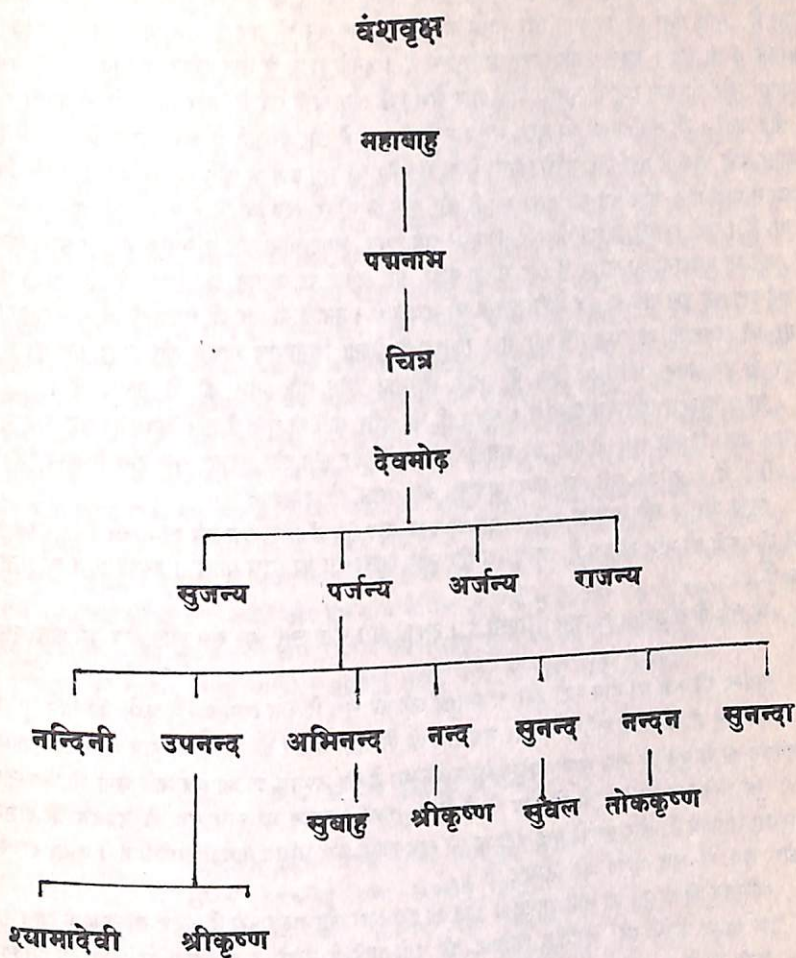 वंशवृक्ष
महाबाहु
पद्मनाभ
चित्र
देवमोढ़
सुजन्य पर्जन्य अर्जन्य राजन्य
नन्दिनी उपनन्द अभिनन्द नन्द सुनन्द नन्दन सुनन्दा
सुबाहु श्रीकृष्ण सुवल तोककृष्ण
श्यामादेवी श्रीकृष्ण